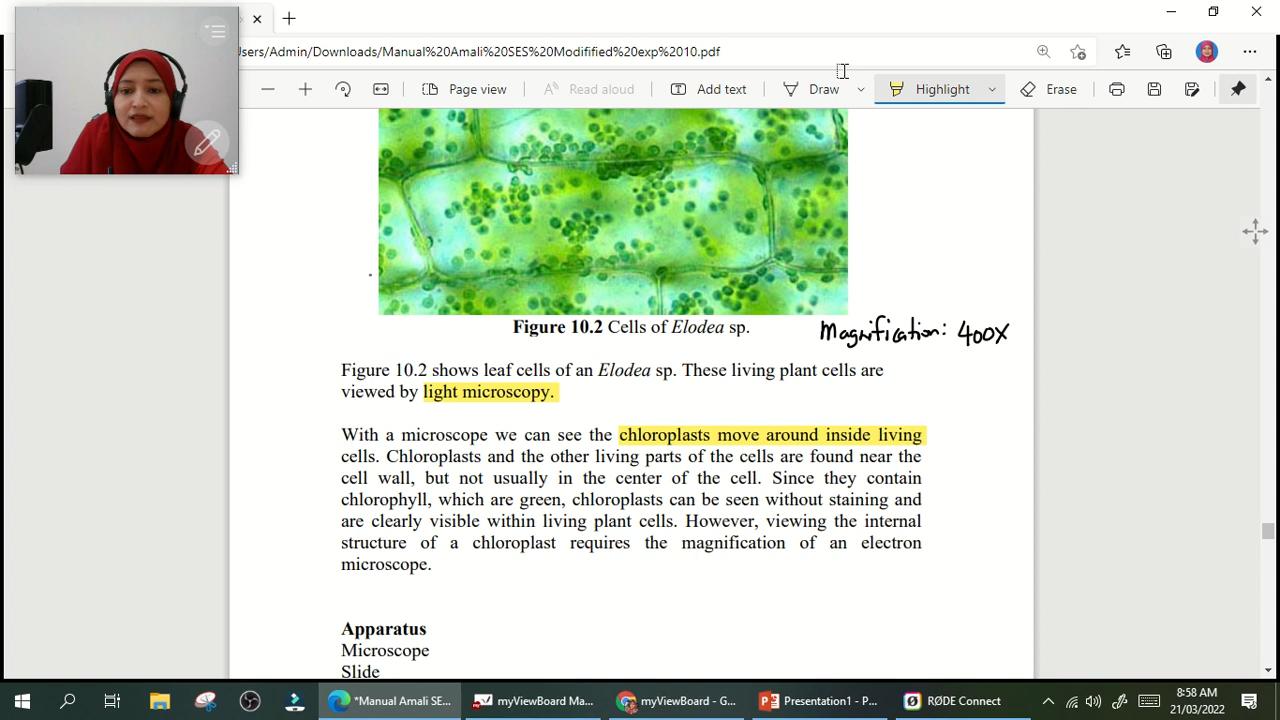 Jsers/Admin/Downloads/Manual%20Amali%20SES%20Modifified%20exp%2010.pdf
Page view
Read aloud
Add text
Draw
Highlight
Erase
Figure 10.2 Cells of Elodea sp.
Magnification: 400X
Figure 10.2 shows leaf cells of an Elodea sp. These living plant cells are
viewed by light microscopy.
With a microscope we can see the chloroplasts move around inside living
cells. Chloroplasts and the other living parts of the cells are found near the
cell wall, but not usually in the center of the cell. Since they contain
chlorophyll, which are green, chloroplasts can be seen without staining and
are clearly visible within living plant cells. However, viewing the internal
structure of a chloroplast requires the magnification of an electron
microscope.
Apparatus
Microscope
Slide
*Manual Amali SE...
myViewBoard Ma...
myViewBoard - G...
Presentation1 - P...
RØDE Connect
8:58 AM
21/03/2022